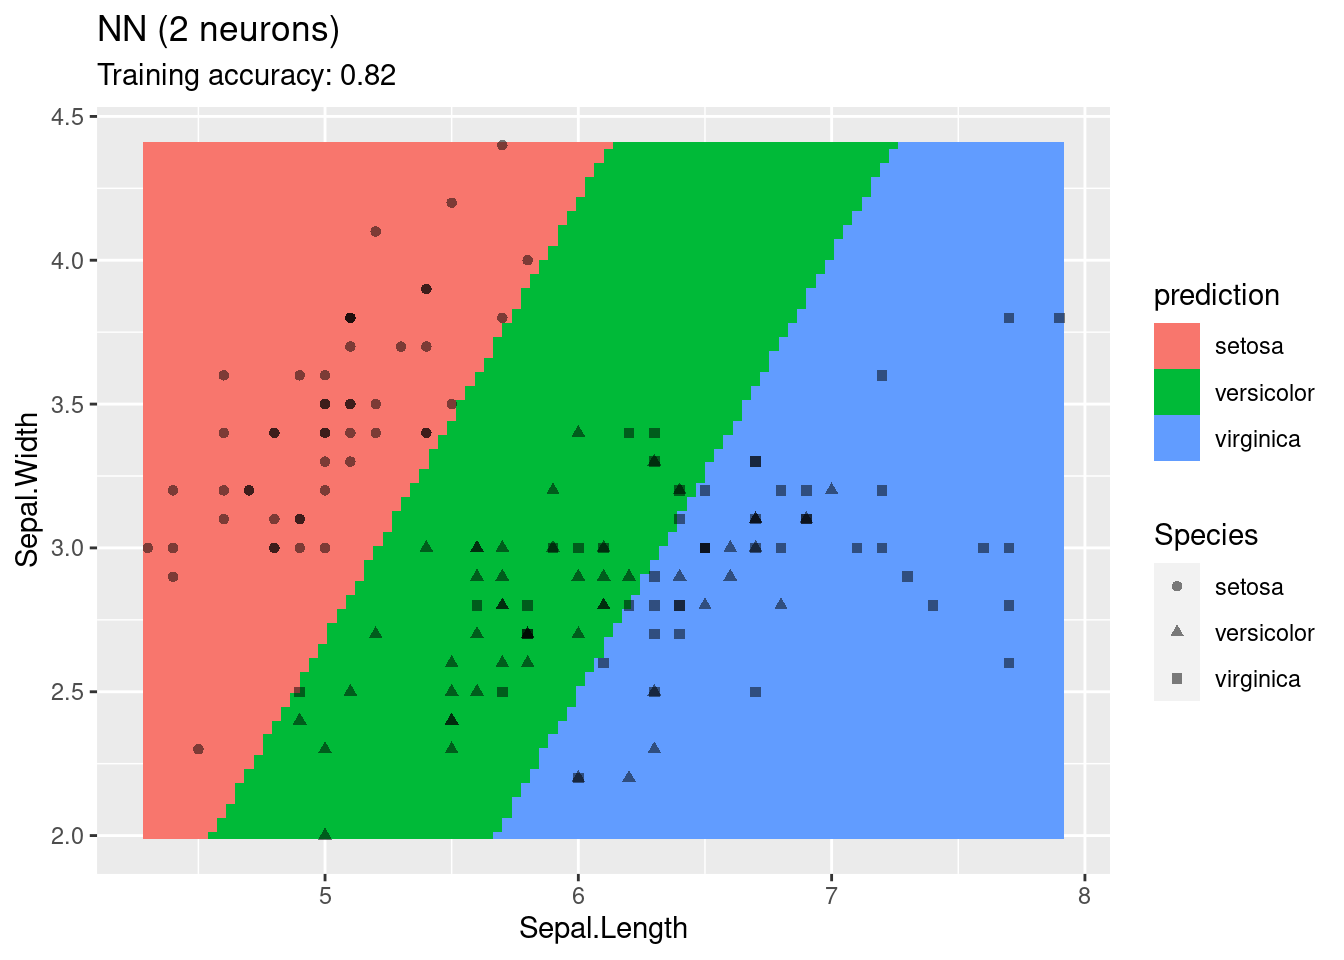 NN (2 neurons)
Training accuracy: 0.82
4.5
4.0
3.5
3.0
2.5
2.0
Sepal.Width
5 6 7 8
Sepal.Length
prediction
setosa
versicolor
virginica
Species
setosa
versicolor
virginica